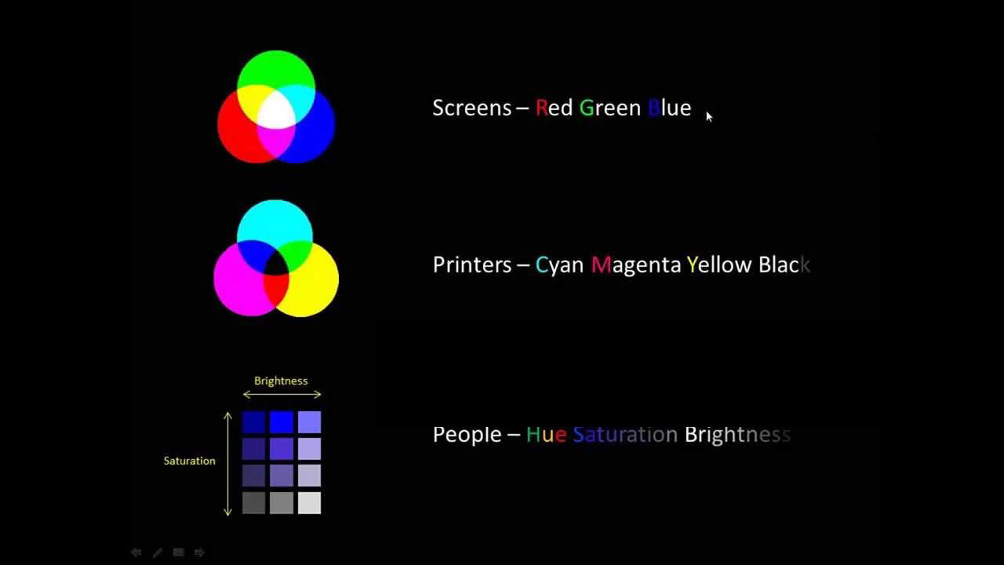 Screens – Red Green Blue
Printers – Cyan Magenta Yellow Black
Brightness
People – Hue Saturation Brightness
Saturation